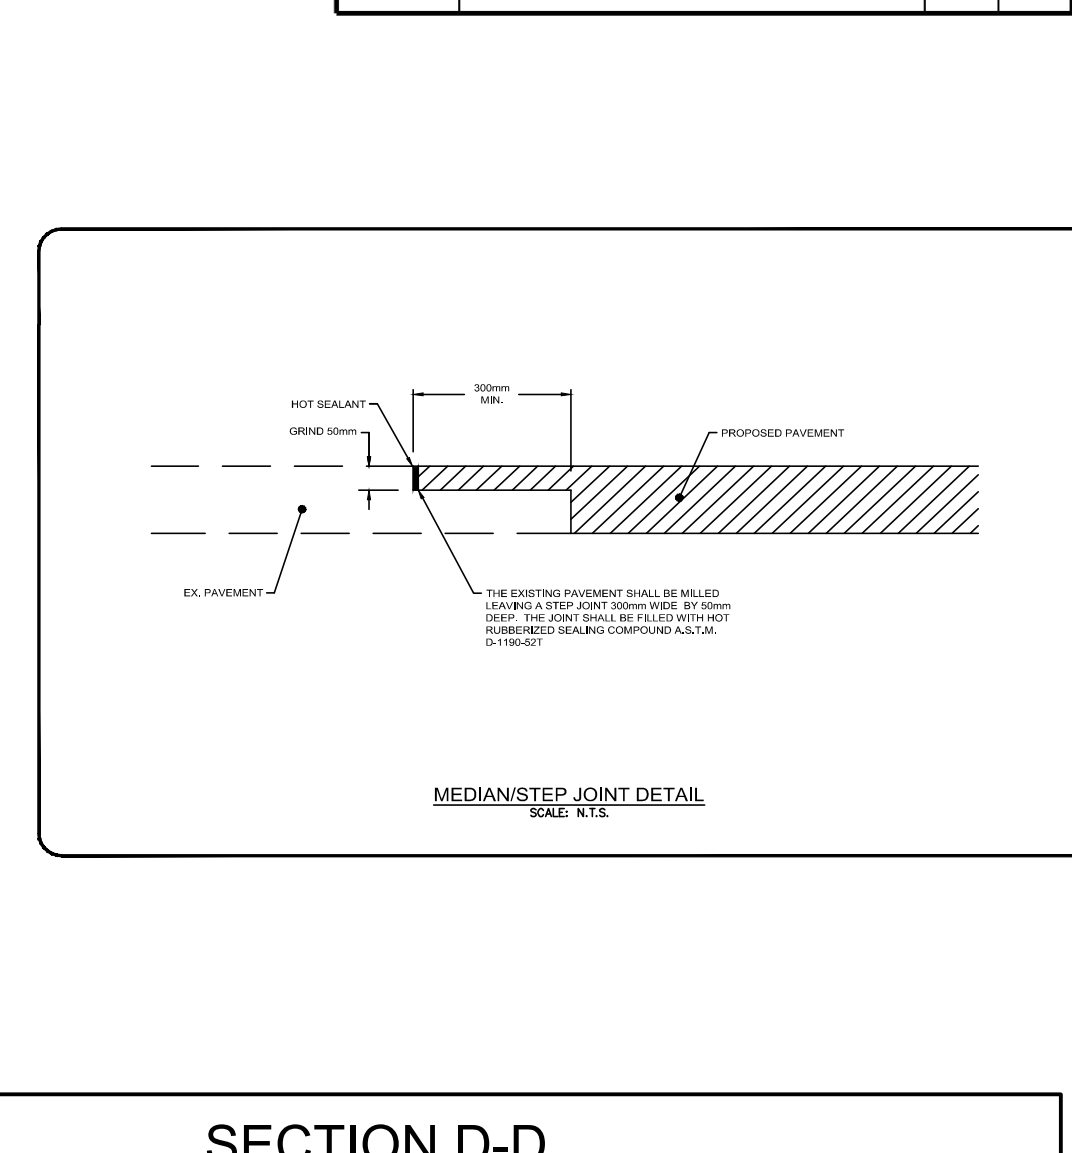 300mm
MIN.
HOT SEALANT
GRIND 50mm
PROPOSED PAVEMENT
EX. PAVEMENT
THE EXISTING PAVEMENT SHALL BE MILLED
LEAVING A STEP JOINT 300mm WIDE BY 50mm
DEEP. THE JOINT SHALL BE FILLED WITH HOT
RUBBERIZED SEALING COMPOUND A.S.T.M.
D-1190-52T
MEDIAN/STEP JOINT DETAIL
SCALE: N.T.S.
SECTION D-D